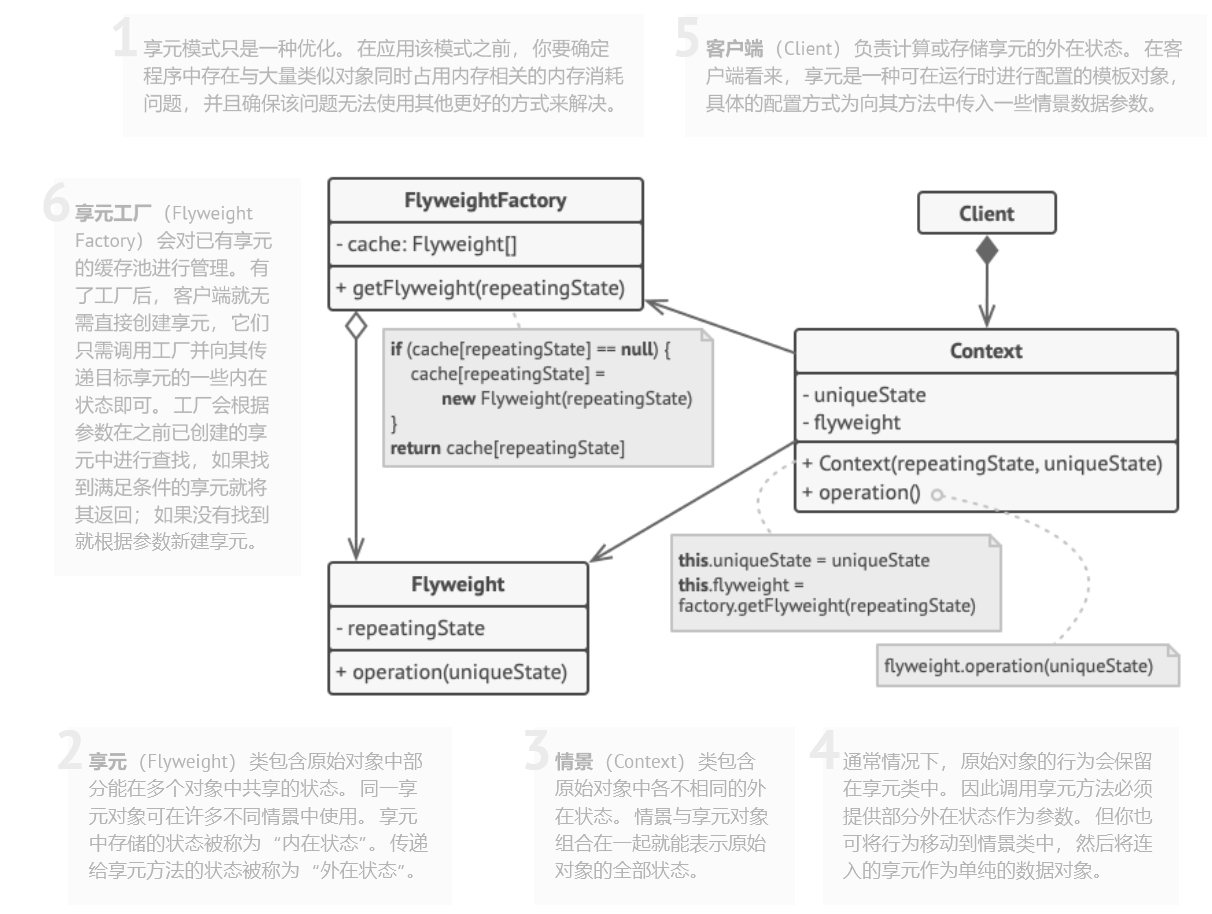 1
享元模式只是一种优化。在应用该模式之前，你要确定
程序中存在与大量类似对象同时占用内存相关的内存消耗
问题，并且确保该问题无法使用其他更好的方式来解决。
5
客户端（Client）负责计算或存储享元的外在状态。在客
户端看来，享元是一种可在运行时进行配置的模板对象，
具体的配置方式为向其方法中传入一些情景数据参数。
6
享元工厂（Flyweight
Factory）会对已有享元
的缓存池进行管理。有
了工厂后，客户端就无
需直接创建享元，它们
只需调用工厂并向其传
递目标享元的一些内在
状态即可。工厂会根据
参数在之前已创建的享
元中进行查找，如果找
到满足条件的享元就将
其返回；如果没有找到
就根据参数新建享元。
FlyweightFactory
- cache: Flyweight[]
+ getFlyweight(repeatingState)
if (cache[repeatingState] == null) {
cache[repeatingState] =
new Flyweight(repeatingState)
}
return cache[repeatingState]
Client
Context
- uniqueState
- flyweight
+ Context(repeatingState, uniqueState)
+ operation()
this.uniqueState = uniqueState
this.flyweight =
factory.getFlyweight(repeatingState)
flyweight.operation(uniqueState)
Flyweight
- repeatingState
+ operation(uniqueState)
2
享元（Flyweight）类包含原始对象中部
分能在多个对象中共享的状态。同一享
元对象可在许多不同情景中使用。享元
中存储的状态被称为“内在状态”。传递
给享元方法的状态被称为“外在状态”。
3
情景（Context）类包含
原始对象中各不相同的外
在状态。情景与享元对象
组合在一起就能表示原始
对象的全部状态。
4
通常情况下，原始对象的行为会保留
在享元类中。因此调用享元方法必须
提供部分外在状态作为参数。但你也
可将行为移动到情景类中，然后将连
入的享元作为单纯的数据对象。